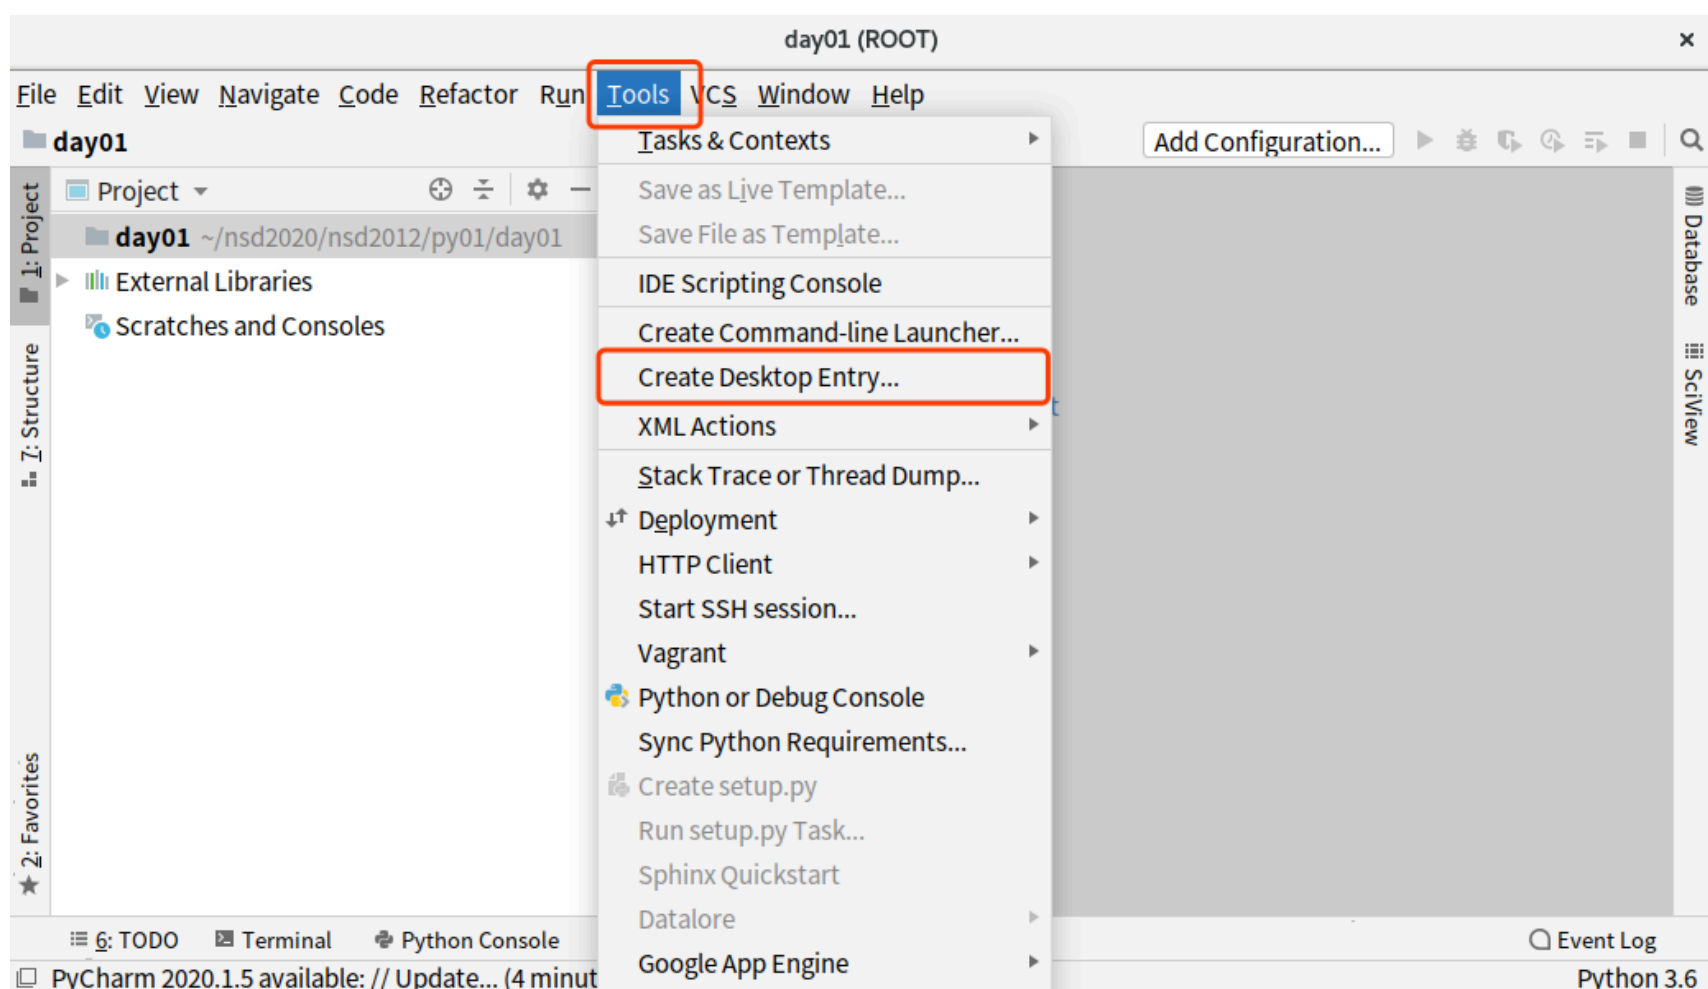 day01 (ROOT)
File Edit View Navigate Code Refactor Run Tools VCS Window Help
day01
Add Configuration...
1: Project
7: Structure
2: Favorites
Project
day01 ~/nsd2020/nsd2012/py01/day01
External Libraries
Scratches and Consoles
Tasks & Contexts
Save as Live Template...
Save File as Template...
IDE Scripting Console
Create Command-line Launcher...
Create Desktop Entry...
XML Actions
Stack Trace or Thread Dump...
Deployment
HTTP Client
Start SSH session...
Vagrant
Python or Debug Console
Sync Python Requirements...
Create setup.py
Run setup.py Task...
Sphinx Quickstart
Datalore
Google App Engine
Database
SciView
6: TODO Terminal Python Console
Event Log
PyCharm 2020.1.5 available: // Update... (4 minut
Python 3.6